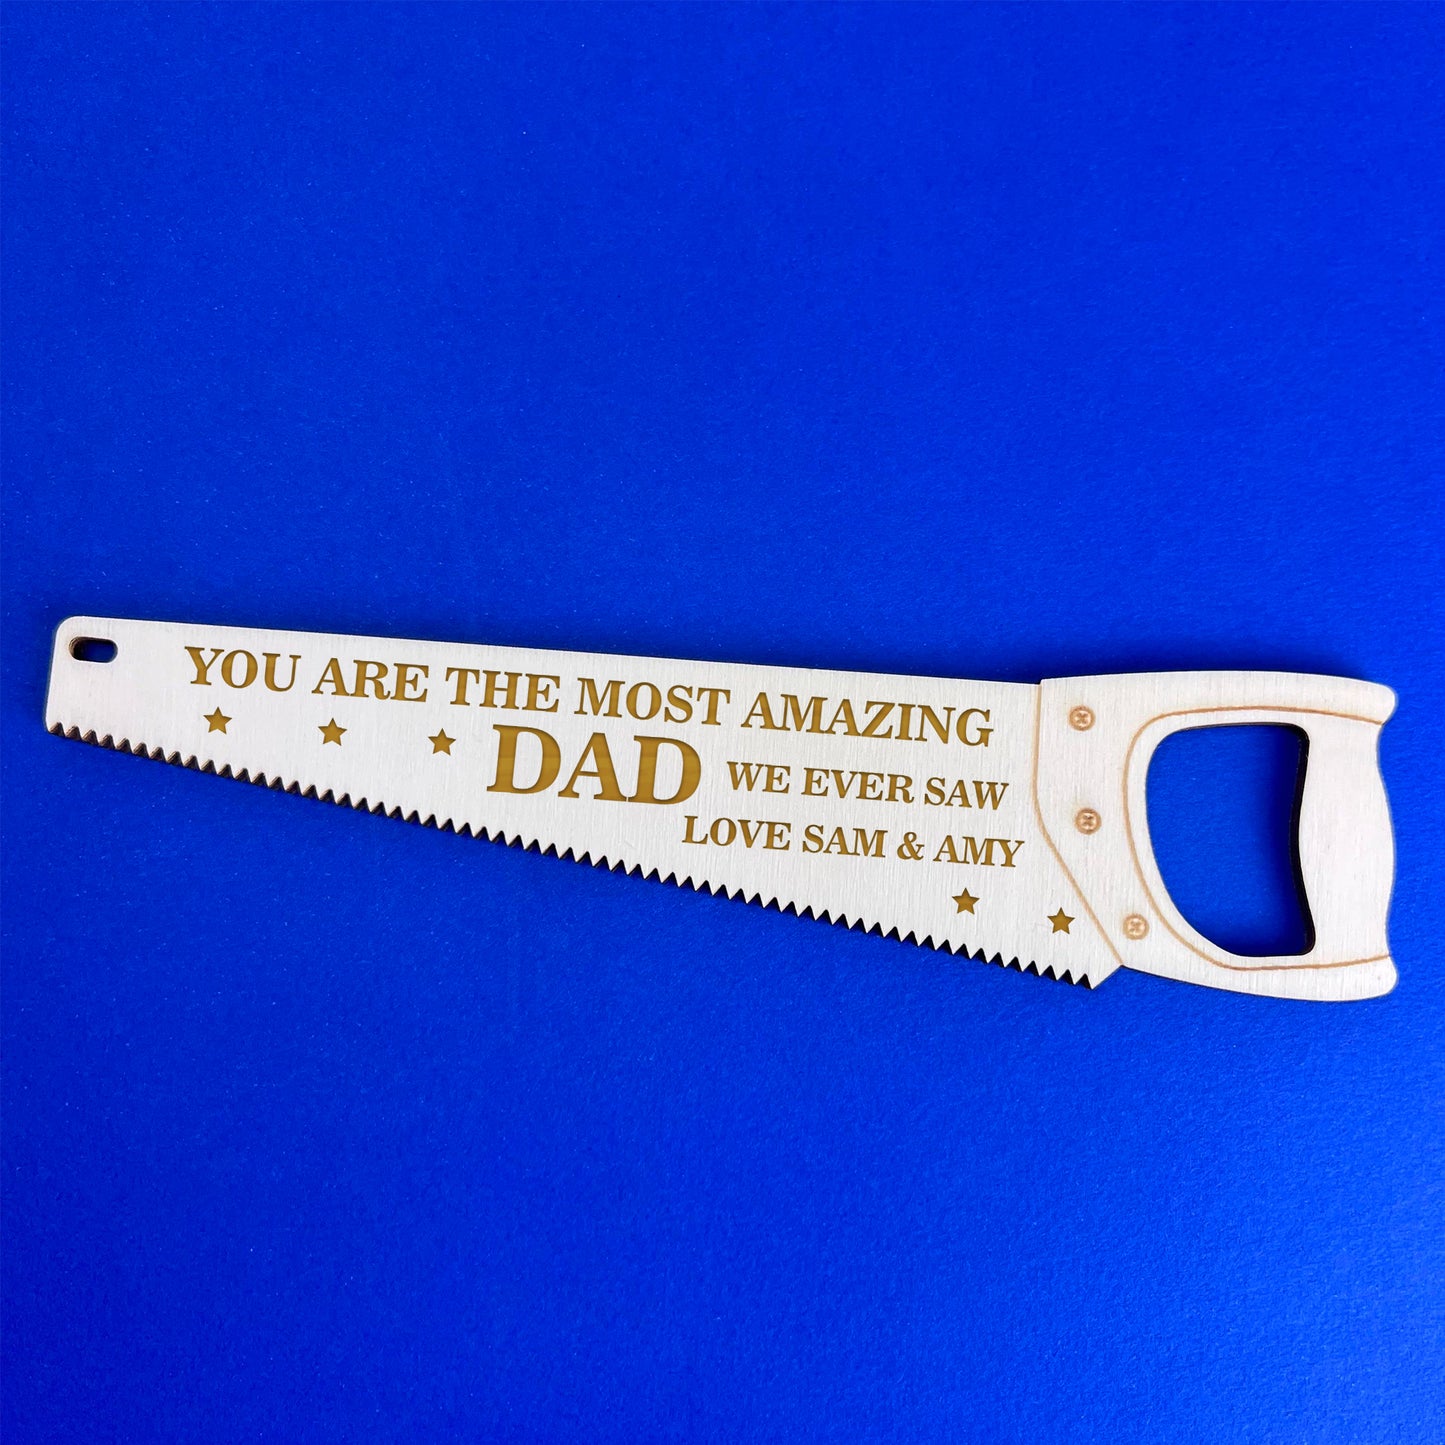 YOU ARE THE MOST AMAZING
DAD WE EVER SAW
LOVE SAM & AMY